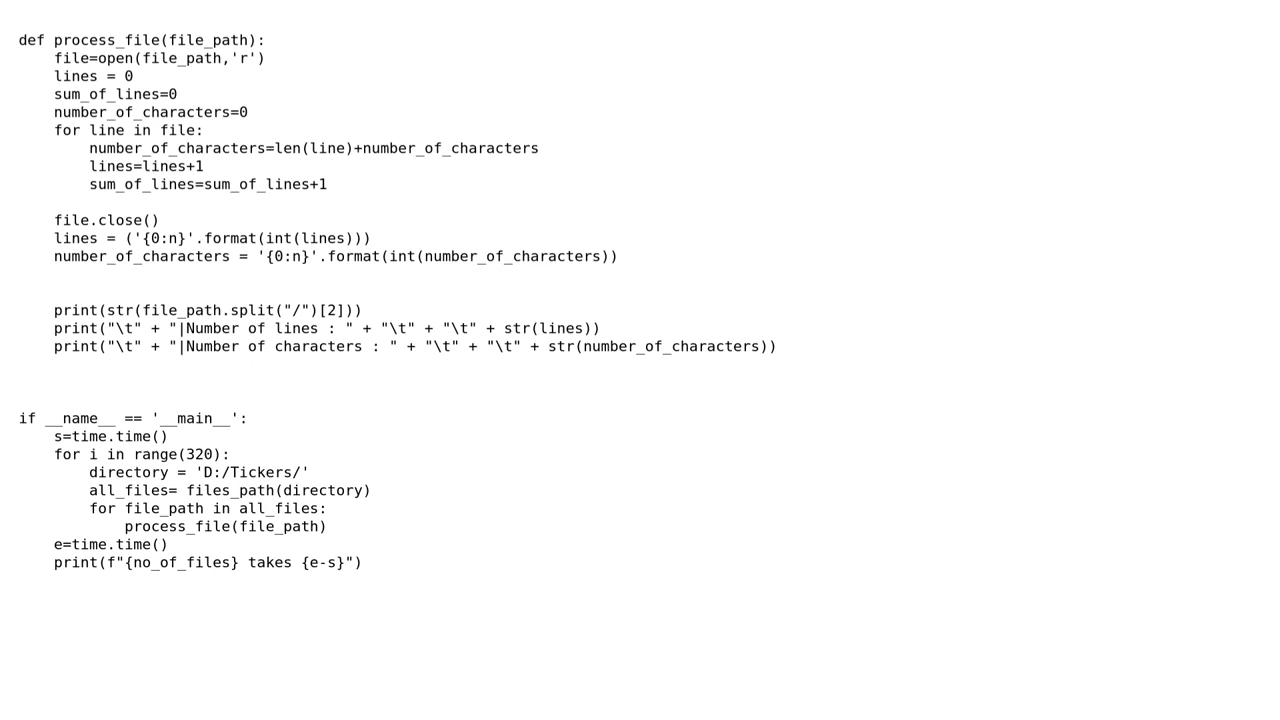 def process_file(file_path):
    file=open(file_path,'r')
    lines = 0
    sum_of_lines=0
    number_of_characters=0
    for line in file:
        number_of_characters=len(line)+number_of_characters
        lines=lines+1
        sum_of_lines=sum_of_lines+1

    file.close()
    lines = ('{0:n}'.format(int(lines)))
    number_of_characters = '{0:n}'.format(int(number_of_characters))


    print(str(file_path.split("/")[2]))
    print("\t" + "|Number of lines : " + "\t" + "\t" + str(lines))
    print("\t" + "|Number of characters : " + "\t" + "\t" + str(number_of_characters))



if __name__ == '__main__':
    s=time.time()
    for i in range(320):
        directory = 'D:/Tickers/'
        all_files= files_path(directory)
        for file_path in all_files:
            process_file(file_path)
    e=time.time()
    print(f"{no_of_files} takes {e-s}")